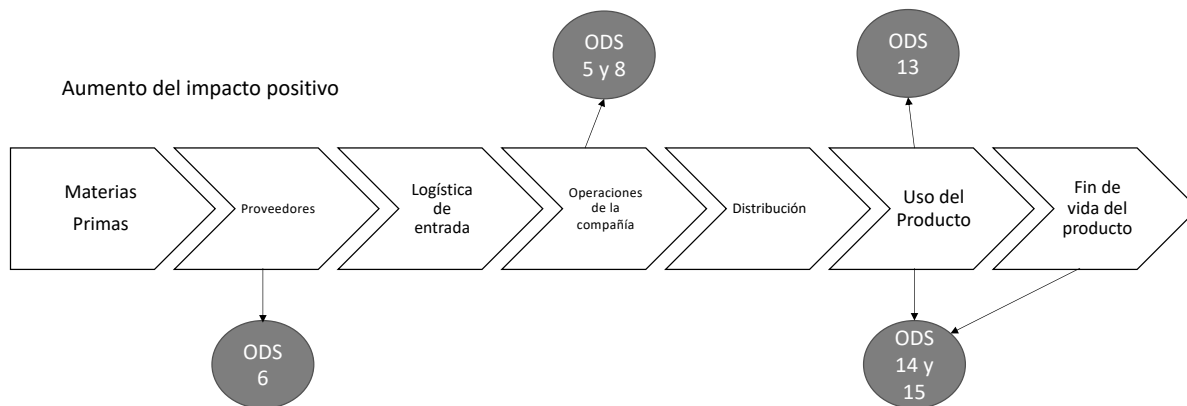 ODS
5 y 8
ODS
13
Aumento del impacto positivo
Materias
Primas
Proveedores
Logística
de
entrada
Operaciones
de la
compañía
Distribución
Uso del
Producto
Fin de
vida del
producto
ODS
6
ODS
14 y
15